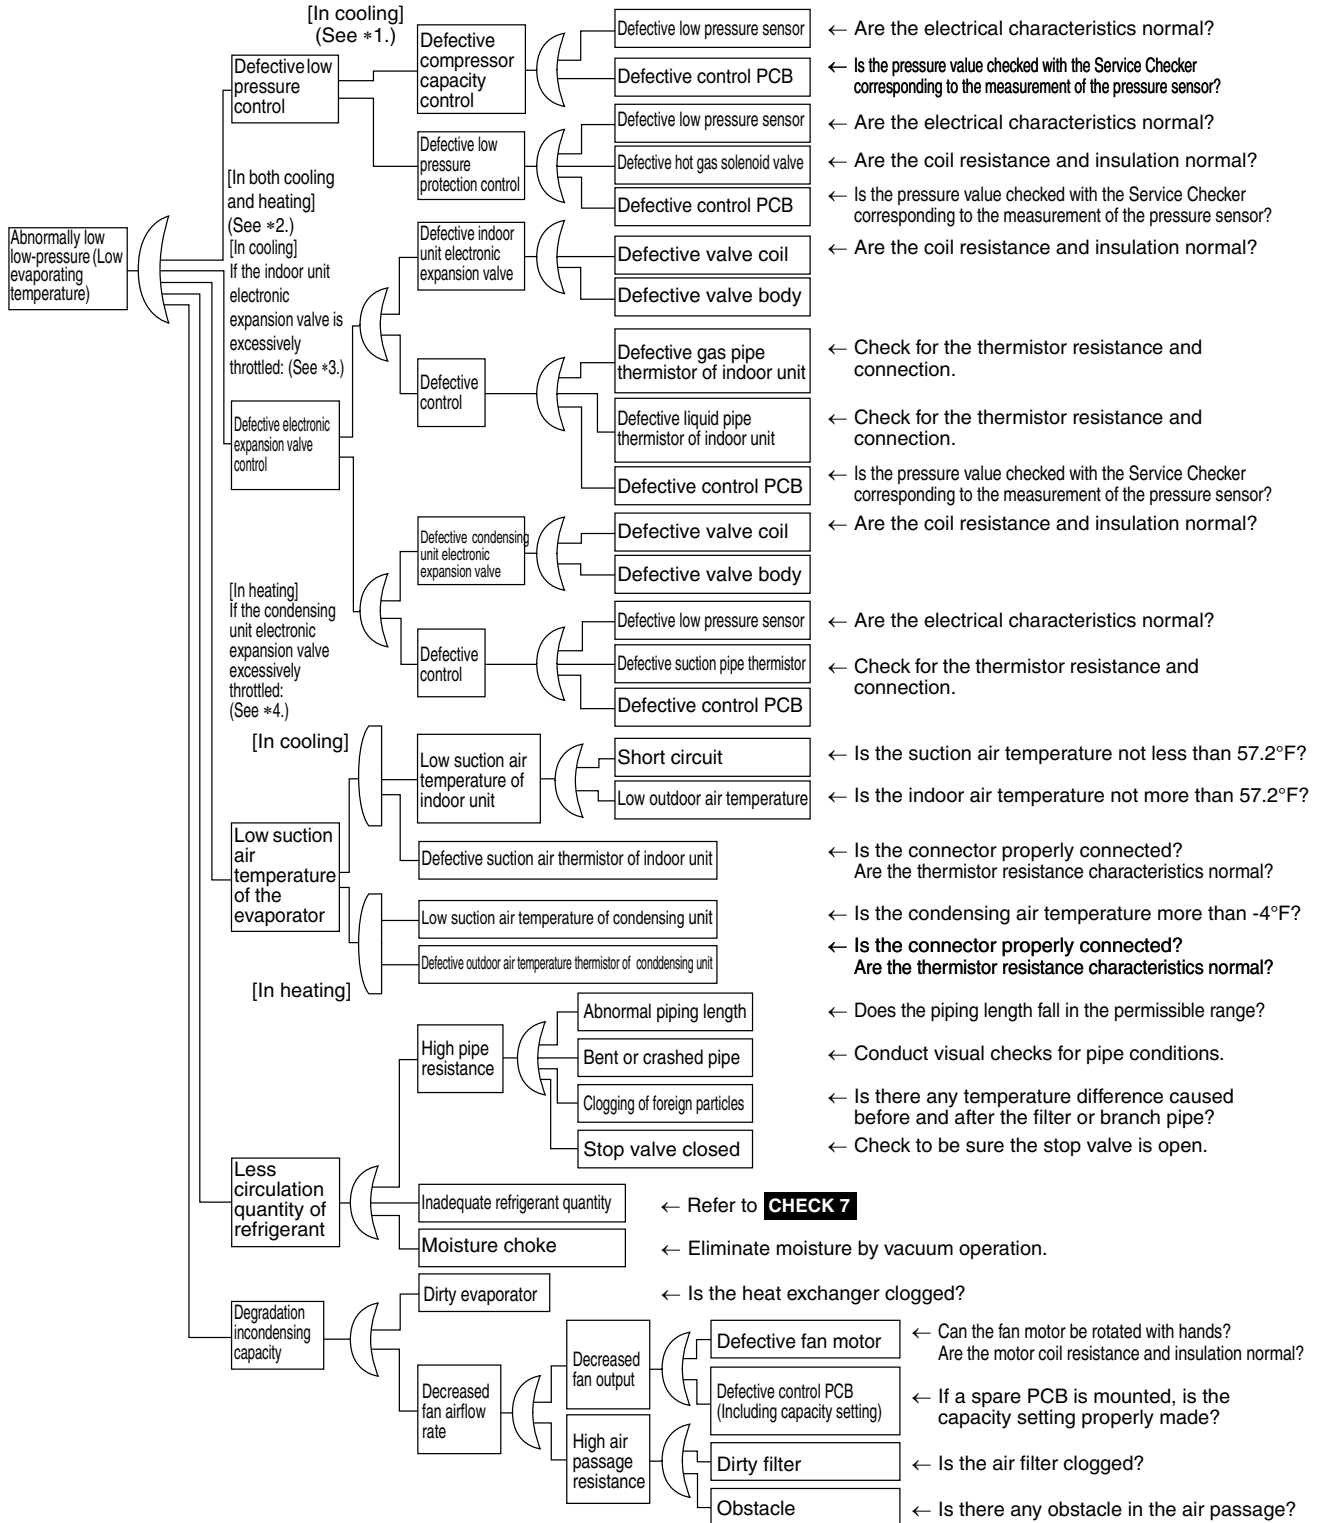 [In cooling]
(See *1.)
Defective low
pressure
control
Defective
compressor
capacity
control
Defective low pressure sensor
← Are the electrical characteristics normal?
Defective control PCB
← Is the pressure value checked with the Service Checker
corresponding to the measurement of the pressure sensor?
Defective low
pressure
protection control
Defective low pressure sensor
← Are the electrical characteristics normal?
Defective hot gas solenoid valve
← Are the coil resistance and insulation normal?
Defective control PCB
← Is the pressure value checked with the Service Checker
corresponding to the measurement of the pressure sensor?
[In both cooling
and heating]
(See *2.)
Abnormally low
low-pressure (Low
evaporating
temperature)
[In cooling]
If the indoor unit
electronic
expansion valve is
excessively
throttled: (See *3.)
Defective electronic
expansion valve
control
Defective indoor
unit electronic
expansion valve
Defective valve coil
← Are the coil resistance and insulation normal?
Defective valve body
Defective
control
Defective gas pipe
thermistor of indoor unit
← Check for the thermistor resistance and
connection.
Defective liquid pipe
thermistor of indoor unit
← Check for the thermistor resistance and
connection.
Defective control PCB
← Is the pressure value checked with the Service Checker
corresponding to the measurement of the pressure sensor?
Defective condensing
unit electronic
expansion valve
Defective valve coil
← Are the coil resistance and insulation normal?
Defective valve body
[In heating]
If the condensing
unit electronic
expansion valve
excessively
throttled:
(See *4.)
Defective
control
Defective low pressure sensor
← Are the electrical characteristics normal?
Defective suction pipe thermistor
← Check for the thermistor resistance and
connection.
Defective control PCB
[In cooling]
Low suction
air
temperature
of the
evaporator
Low suction air
temperature of
indoor unit
Short circuit
← Is the suction air temperature not less than 57.2°F?
Low outdoor air temperature
← Is the indoor air temperature not more than 57.2°F?
Defective suction air thermistor of indoor unit
← Is the connector properly connected?
Are the thermistor resistance characteristics normal?
Low suction air temperature of condensing unit
← Is the condensing air temperature more than -4°F?
Defective outdoor air temperature thermistor of conddensing unit
← Is the connector properly connected?
Are the thermistor resistance characteristics normal?
[In heating]
Less
circulation
quantity of
refrigerant
High pipe
resistance
Abnormal piping length
← Does the piping length fall in the permissible range?
Bent or crashed pipe
← Conduct visual checks for pipe conditions.
Clogging of foreign particles
← Is there any temperature difference caused
before and after the filter or branch pipe?
Stop valve closed
← Check to be sure the stop valve is open.
Inadequate refrigerant quantity
← Refer to CHECK 7
Moisture choke
← Eliminate moisture by vacuum operation.
Degradation
incondensing
capacity
Dirty evaporator
← Is the heat exchanger clogged?
Decreased
fan airflow
rate
Decreased
fan output
Defective fan motor
← Can the fan motor be rotated with hands?
Are the motor coil resistance and insulation normal?
Defective control PCB
(Including capacity setting)
← If a spare PCB is mounted, is the
capacity setting properly made?
High air
passage
resistance
Dirty filter
← Is the air filter clogged?
Obstacle
← Is there any obstacle in the air passage?